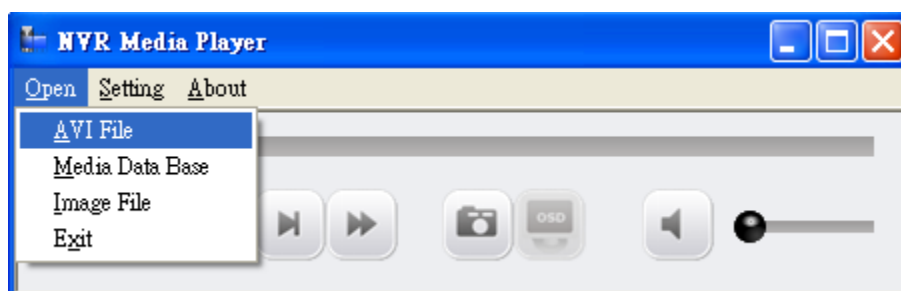 NVR Media Player
Open Setting About
AVI File
Media Data Base
Image File
Exit
OSD